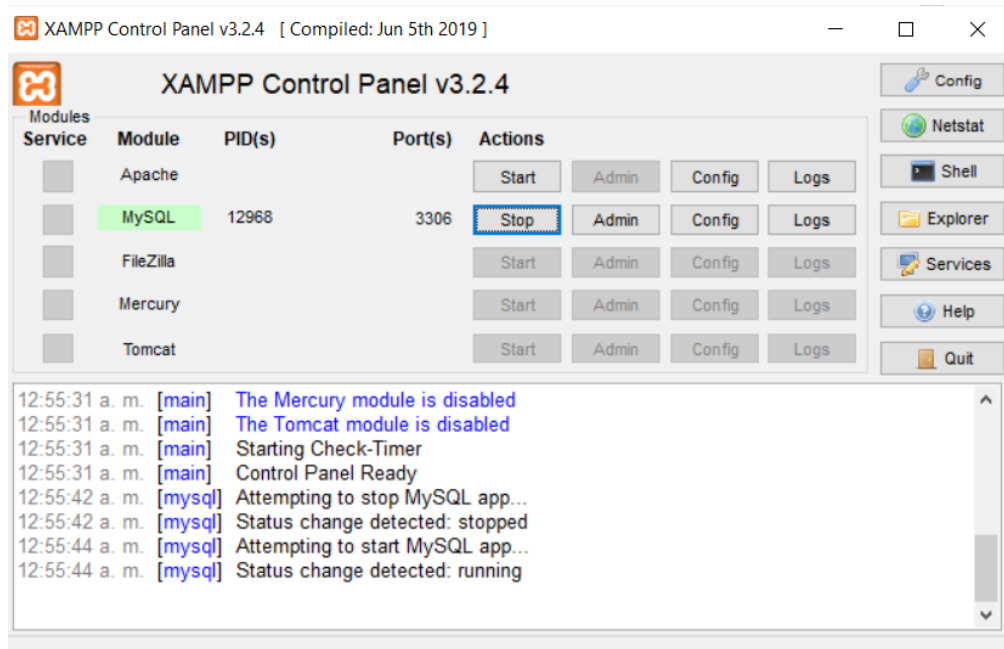 XAMPP Control Panel v3.2.4 [ Compiled: Jun 5th 2019 ]
XAMPP Control Panel v3.2.4
Config
Modules
Service Module PID(s) Port(s) Actions
Netstat
Apache Start Admin Config Logs
Shell
MySQL 12968 3306 Stop Admin Config Logs
Explorer
FileZilla Start Admin Config Logs
Services
Mercury Start Admin Config Logs
Help
Tomcat Start Admin Config Logs
Quit
12:55:31 a. m. [main] The Mercury module is disabled
12:55:31 a. m. [main] The Tomcat module is disabled
12:55:31 a. m. [main] Starting Check-Timer
12:55:31 a. m. [main] Control Panel Ready
12:55:42 a. m. [mysql] Attempting to stop MySQL app...
12:55:42 a. m. [mysql] Status change detected: stopped
12:55:44 a. m. [mysql] Attempting to start MySQL app...
12:55:44 a. m. [mysql] Status change detected: running